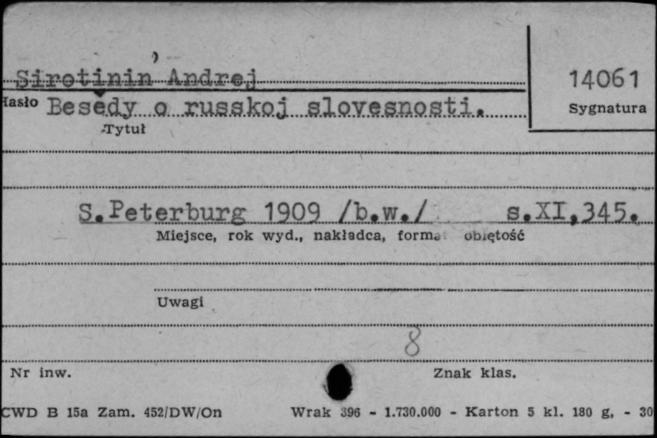 Sirotinin, Andrej
14061
Hasło Besědy o russkoj slovesnosti.
Sygnatura
Tytuł
S.Peterburg 1909 /b.w./ s.XI,345.
Miejsce, rok wyd., nakładca, format objętość
Uwagi
8
Nr inw.
Znak klas.
CWD B 15a Zam. 452/DW/On Wrak 396 - 1.730.000 - Karton 5 kl. 180 g, - 30